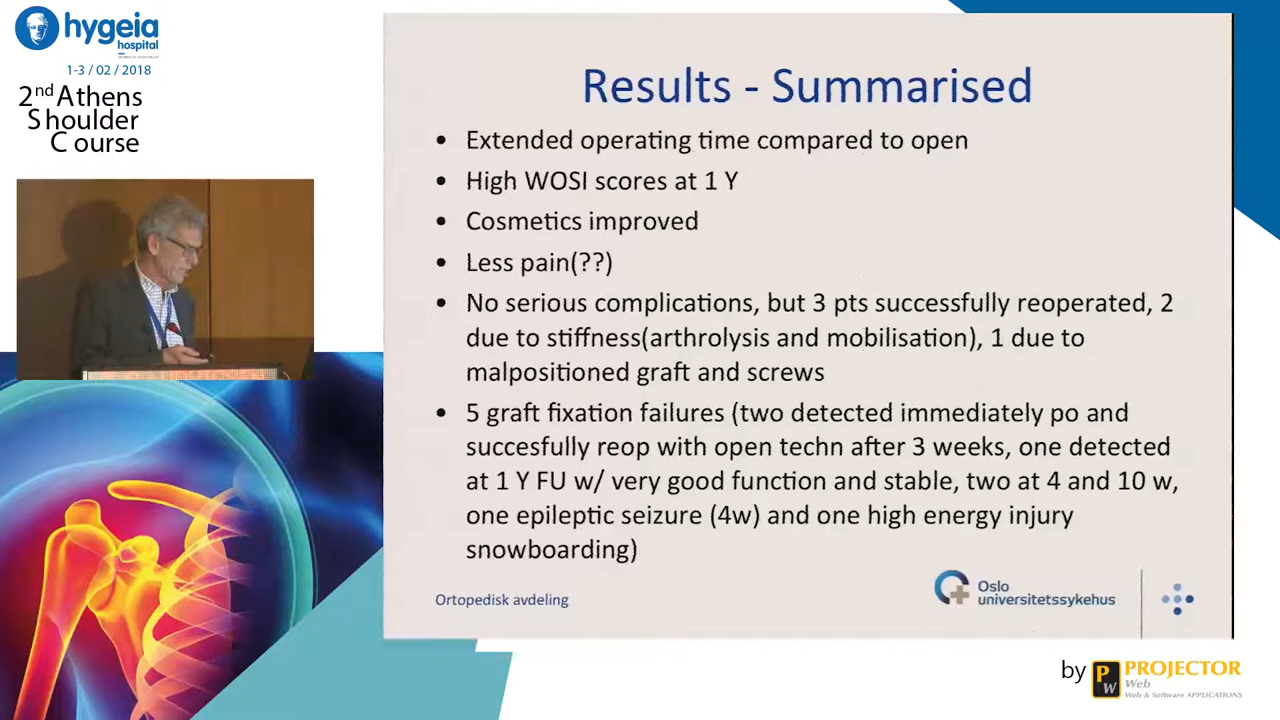 hygeia
hospital
1-3 / 02 / 2018
2nd Athens
Shoulder
Course
Results - Summarised
• Extended operating time compared to open
• High WOSI scores at 1 Y
• Cosmetics improved
• Less pain(??)
• No serious complications, but 3 pts successfully reoperated, 2
due to stiffness(arthrolysis and mobilisation), 1 due to
malpositioned graft and screws
• 5 graft fixation failures (two detected immediately po and
succesfully reop with open techn after 3 weeks, one detected
at 1 Y FU w/ very good function and stable, two at 4 and 10 w,
one epileptic seizure (4w) and one high energy injury
snowboarding)
Ortopedisk avdeling
Oslo
universitetssykehus
by PW PROJECTOR
Web
Web & Software APPLICATIONS